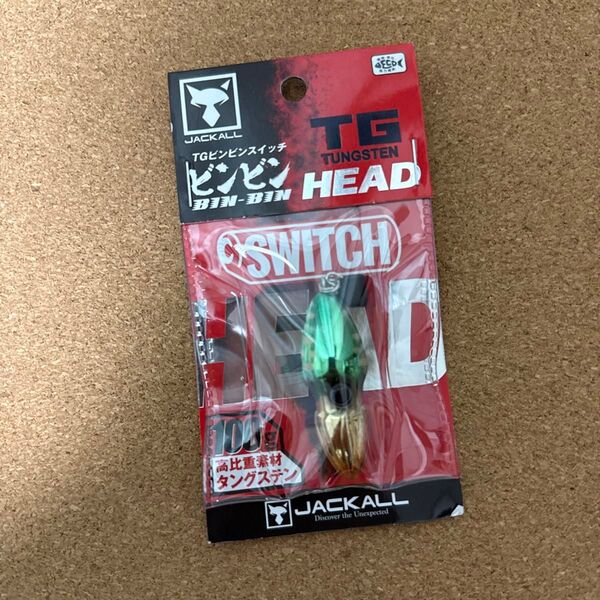 JACKALL
TGビンビンスイッチ
ビンビン
BIN-BIN
TG
TUNGSTEN
HEAD
SWITCH
HEAD
100g
高比重素材
タングステン
JACKALL
Discover the Unexpected